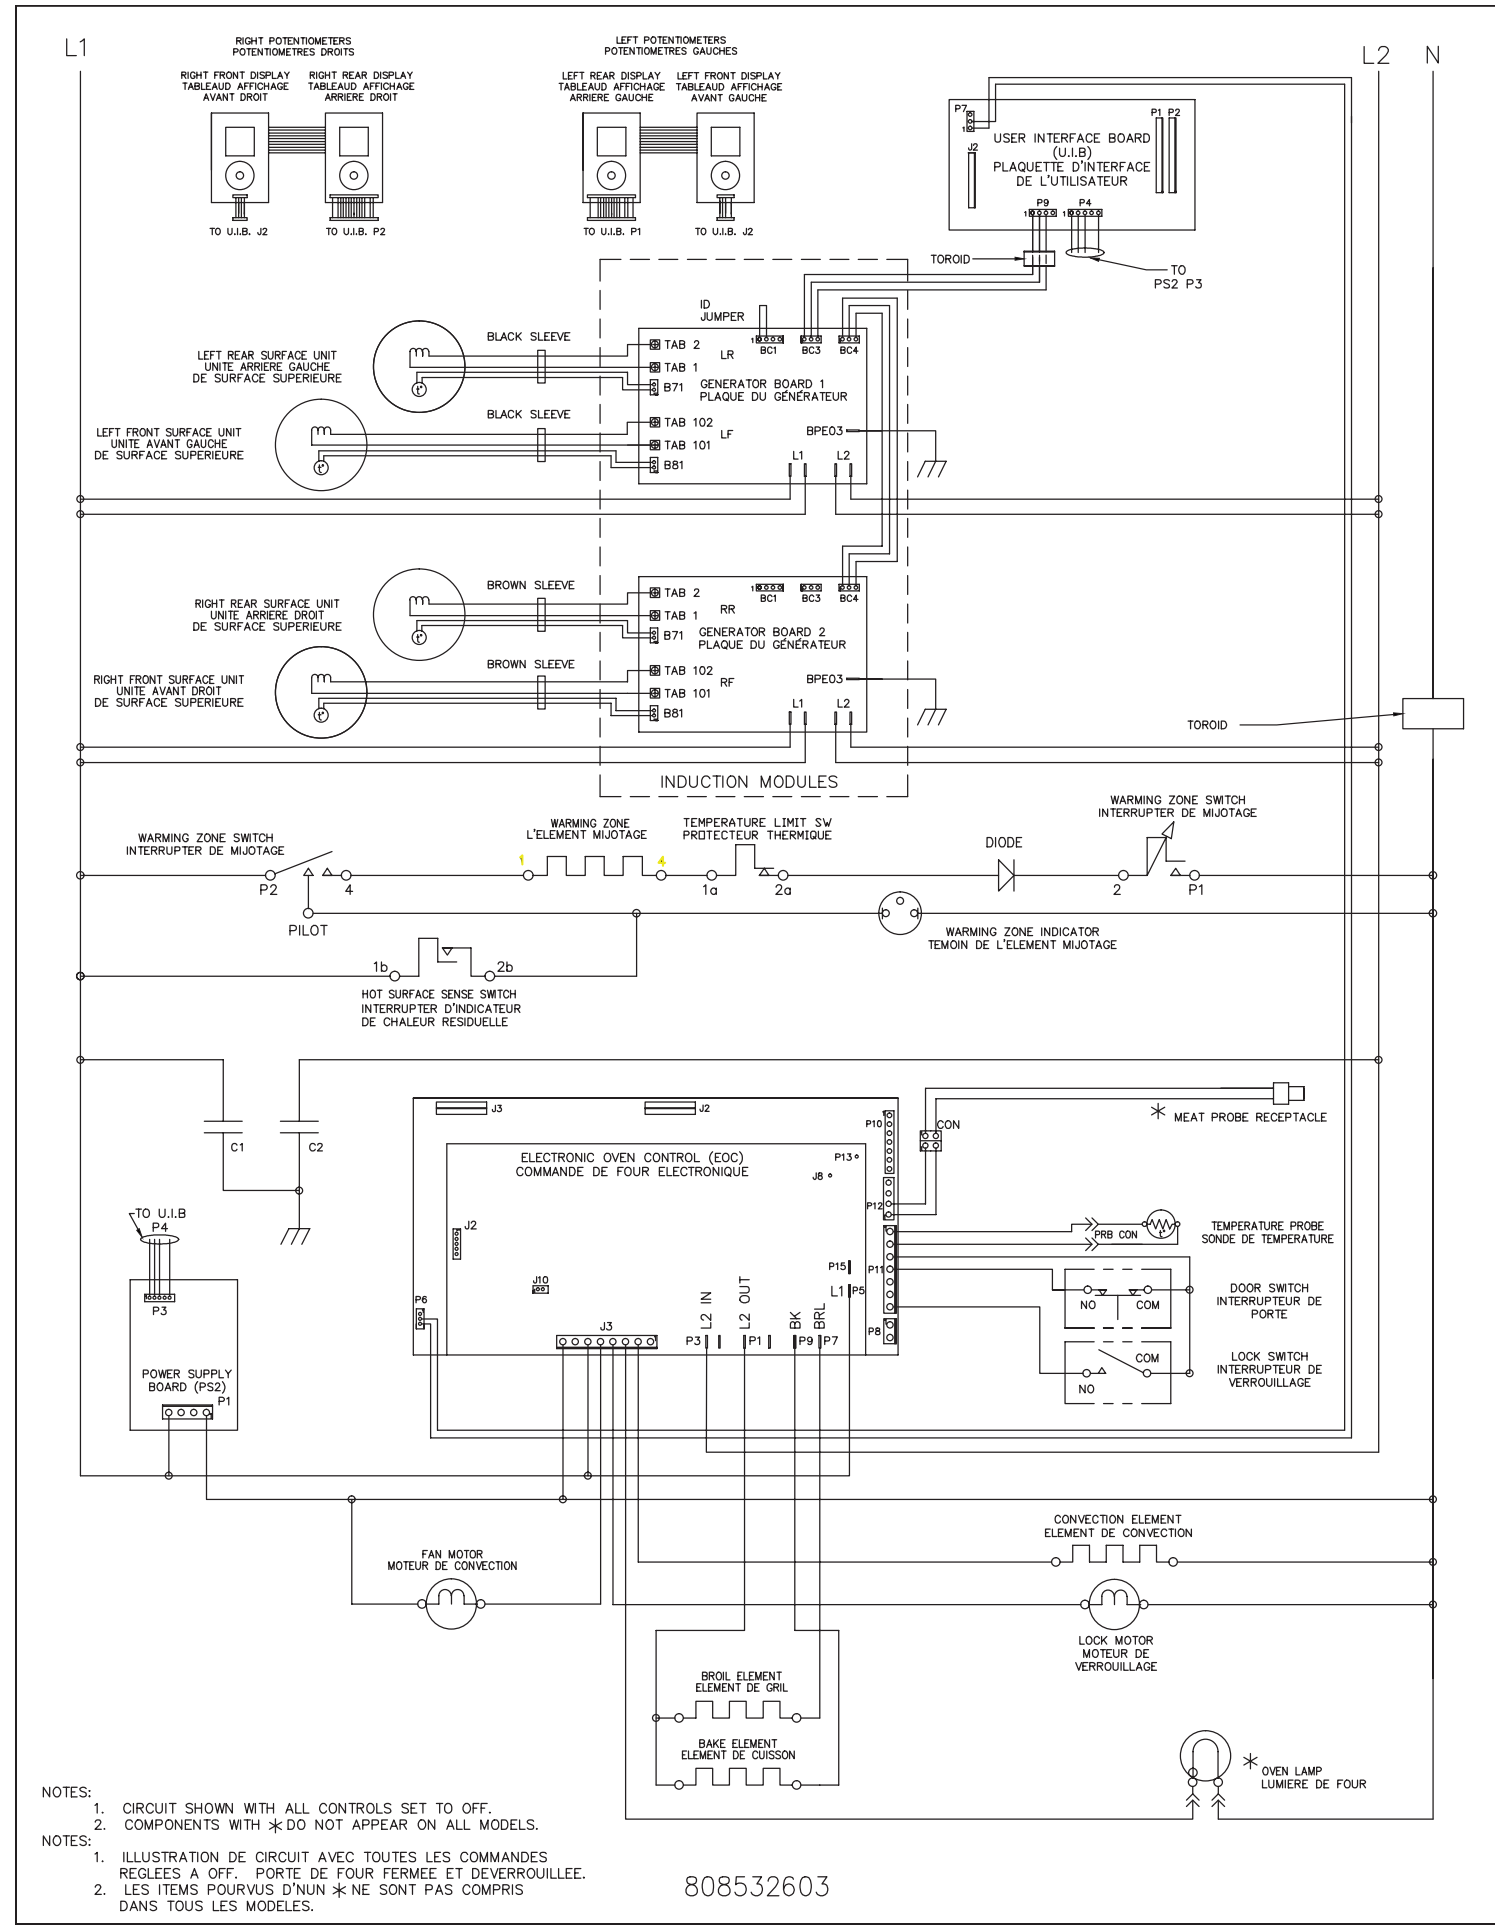 L1
RIGHT POTENTIOMETERS
POTENTIOMETRES DROITS
LEFT POTENTIOMETERS
POTENTIOMETRES GAUCHES
L2 N
RIGHT FRONT DISPLAY
TABLEAUD AFFICHAGE
AVANT DROIT
RIGHT REAR DISPLAY
TABLEAUD AFFICHAGE
ARRIERE DROIT
LEFT REAR DISPLAY
TABLEAUD AFFICHAGE
ARRIERE GAUCHE
LEFT FRONT DISPLAY
TABLEAUD AFFICHAGE
AVANT GAUCHE
TO U.I.B. J2
TO U.I.B. P2
TO U.I.B. P1
TO U.I.B. J2
P7
1
J2
P1 P2
USER INTERFACE BOARD
(U.I.B)
PLAQUETTE D'INTERFACE
DE L'UTILISATEUR
P9
1
P4
1
TOROID
TO
PS2 P3
ID
JUMPER
BLACK SLEEVE
LEFT REAR SURFACE UNIT
UNITE ARRIERE GAUCHE
DE SURFACE SUPERIEURE
t°
TAB 2
LR
1
BC1
BC3
BC4
TAB 1
B71
GENERATOR BOARD 1
PLAQUE DU GÉNÉRATEUR
BLACK SLEEVE
LEFT FRONT SURFACE UNIT
UNITE AVANT GAUCHE
DE SURFACE SUPERIEURE
t°
TAB 102
LF
TAB 101
B81
BPE03
L1
L2
BROWN SLEEVE
RIGHT REAR SURFACE UNIT
UNITE ARRIERE DROIT
DE SURFACE SUPERIEURE
t°
TAB 2
RR
1
BC1
BC3
BC4
TAB 1
B71
GENERATOR BOARD 2
PLAQUE DU GÉNÉRATEUR
BROWN SLEEVE
RIGHT FRONT SURFACE UNIT
UNITE AVANT DROIT
DE SURFACE SUPERIEURE
t°
TAB 102
RF
TAB 101
B81
BPE03
L1
L2
TOROID
INDUCTION MODULES
WARMING ZONE SWITCH
INTERRUPTER DE MIJOTAGE
P2
4
PILOT
WARMING ZONE
L'ELEMENT MIJOTAGE
1
4
TEMPERATURE LIMIT SW
PROTECTEUR THERMIQUE
1a
2a
DIODE
WARMING ZONE SWITCH
INTERRUPTER DE MIJOTAGE
2
P1
WARMING ZONE INDICATOR
TEMOIN DE L'ELEMENT MIJOTAGE
1b
2b
HOT SURFACE SENSE SWITCH
INTERRUPTER D'INDICATEUR
DE CHALEUR RESIDUELLE
C1
C2
J3
J2
ELECTRONIC OVEN CONTROL (EOC)
COMMANDE DE FOUR ELECTRONIQUE
P13
J8
P10
CON
* MEAT PROBE RECEPTACLE
P12
J2
J10
P15
L1
P5
P11
P8
PRB CON
t°
TEMPERATURE PROBE
SONDE DE TEMPERATURE
NO
COM
DOOR SWITCH
INTERRUPTEUR DE
PORTE
COM
NO
LOCK SWITCH
INTERRUPTEUR DE
VERROUILLAGE
P6
J3
L2 IN
L2 OUT
BK
BRL
P3
P1
P9
P7
TO U.I.B
P4
P3
POWER SUPPLY
BOARD (PS2)
P1
CONVECTION ELEMENT
ELEMENT DE CONVECTION
FAN MOTOR
MOTEUR DE CONVECTION
LOCK MOTOR
MOTEUR DE
VERROUILLAGE
BROIL ELEMENT
ELEMENT DE GRIL
BAKE ELEMENT
ELEMENT DE CUISSON
* OVEN LAMP
LUMIERE DE FOUR
NOTES:
1. CIRCUIT SHOWN WITH ALL CONTROLS SET TO OFF.
2. COMPONENTS WITH * DO NOT APPEAR ON ALL MODELS.
NOTES:
1. ILLUSTRATION DE CIRCUIT AVEC TOUTES LES COMMANDES
REGLEES A OFF. PORTE DE FOUR FERMEE ET DEVERROUILLEE.
2. LES ITEMS POURVUS D'NUN * NE SONT PAS COMPRIS
DANS TOUS LES MODELES.
808532603